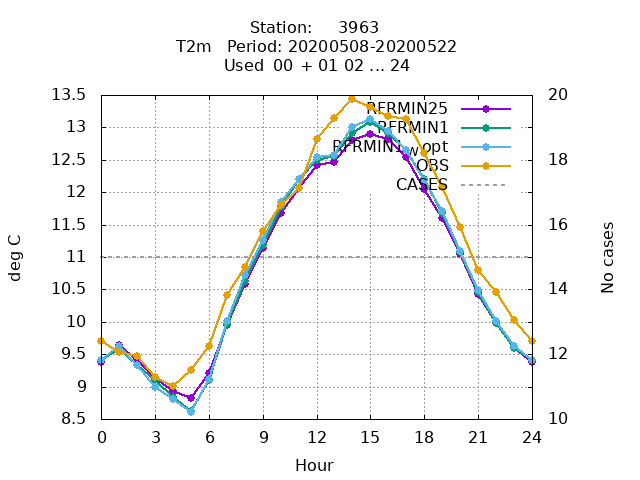 Station: 3963
T2m Period: 20200508-20200522
Used 00 + 01 02 ... 24
13.5
13
12.5
12
11.5
11
10.5
10
9.5
9
8.5
20
18
16
14
12
10
RFRMIN25
RFRMIN1
OBS
CASES
deg C
No cases
0 3 6 9 12 15 18 21 24
Hour